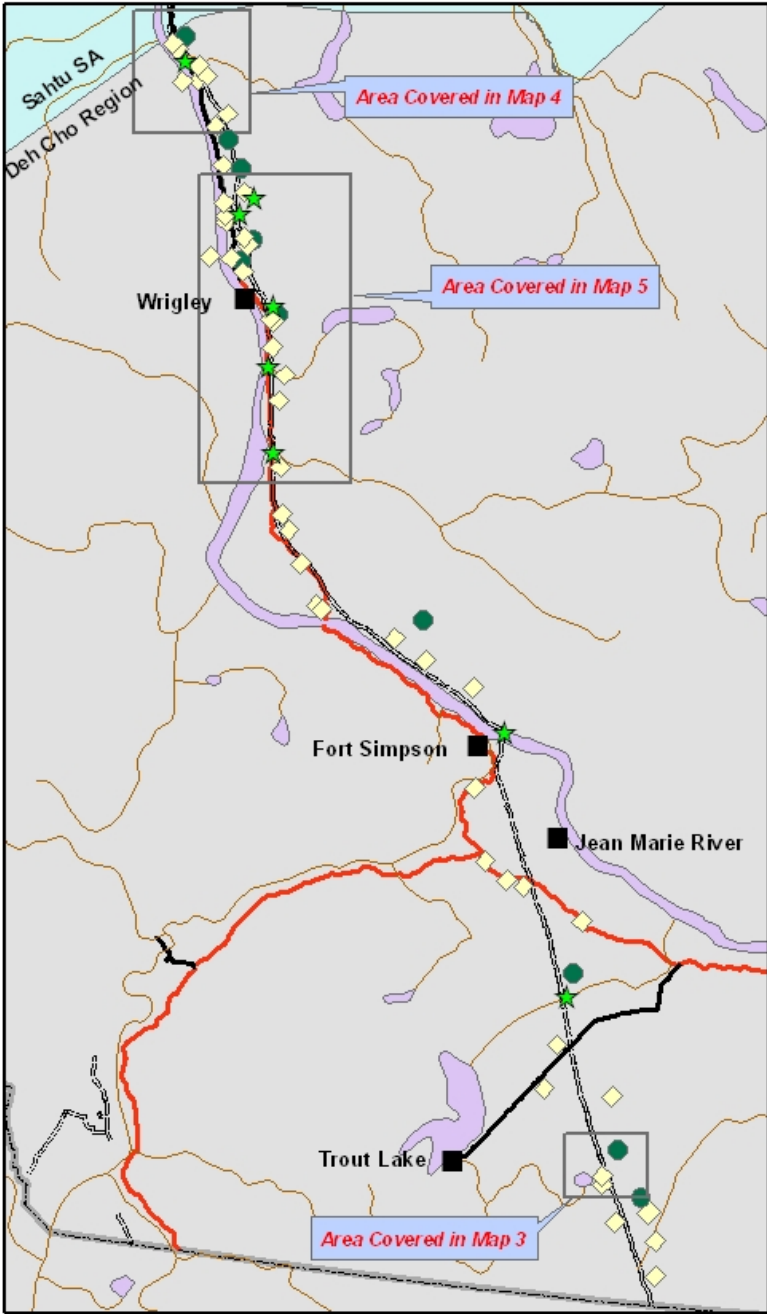 Sahtu SA
Deh Cho Region
Area Covered in Map 4
Area Covered in Map 5
Wrigley
Fort Simpson
Jean Marie River
Trout Lake
Area Covered in Map 3